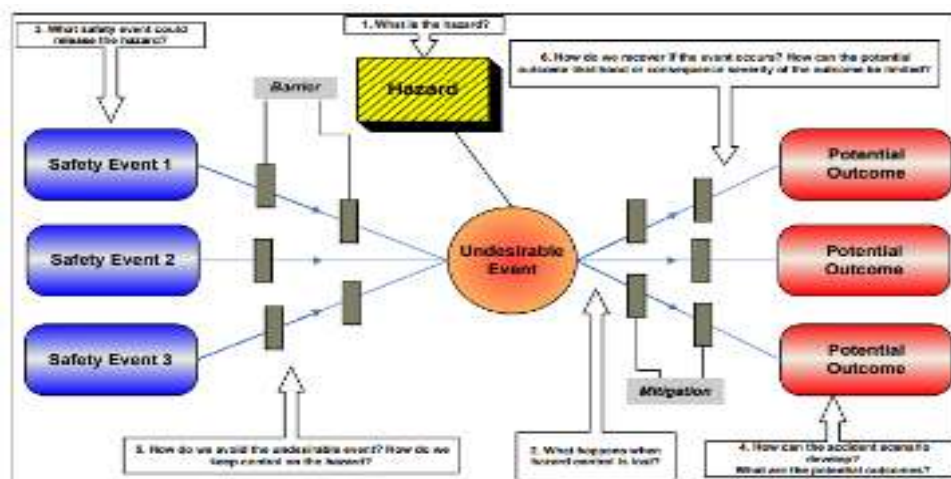 1. What is the hazard?
3. What safety event could
release the hazard?
6. How do we recover if the event occurs? How can the potential
outcome or consequence severity of the outcome be limited?
Barrier
Hazard
Safety Event 1
Potential
Outcome
Safety Event 2
Undesirable
Event
Potential
Outcome
Safety Event 3
Potential
Outcome
Mitigation
5. How do we avoid the undesirable event? How do we
keep control on the hazard?
2. What happens when
hazard control is lost?
4. How can the accident scenario
develop?
What are the potential outcomes?